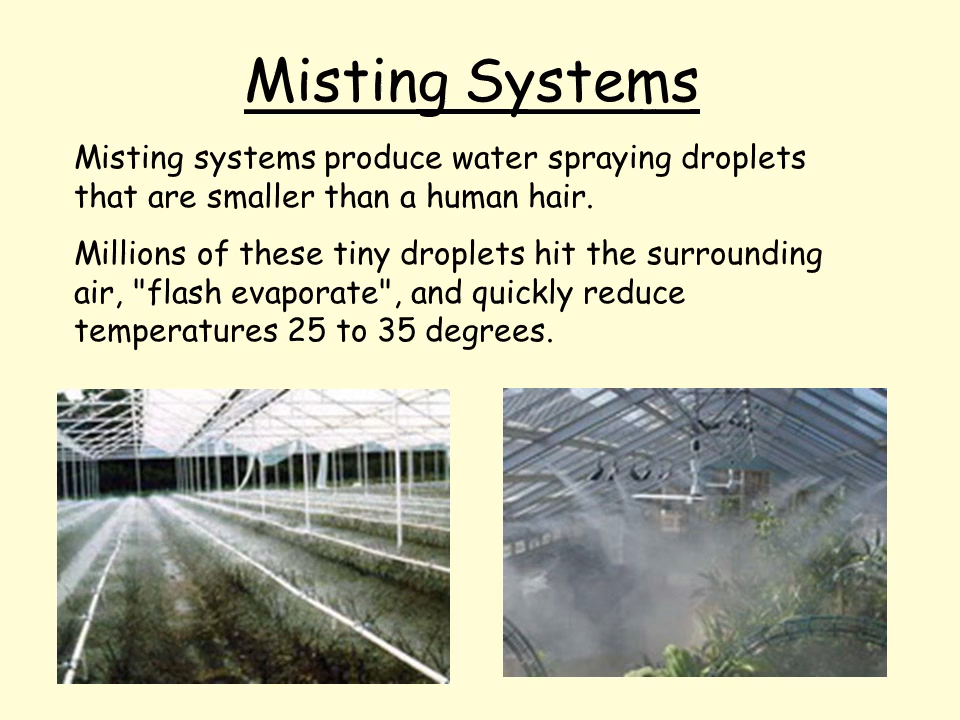 Misting Systems
Misting systems produce water spraying droplets
that are smaller than a human hair.
Millions of these tiny droplets hit the surrounding
air, "flash evaporate", and quickly reduce
temperatures 25 to 35 degrees.